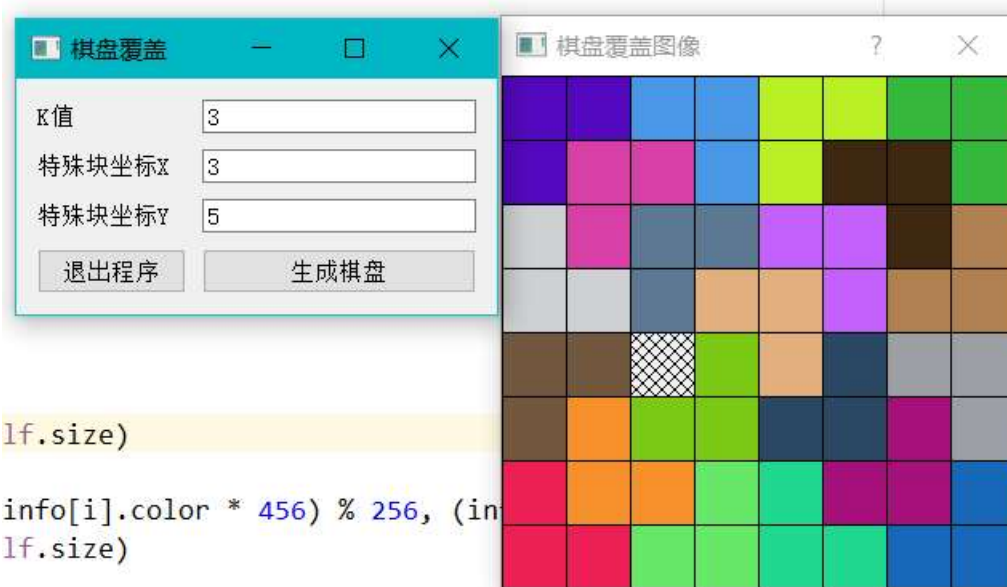 棋盘覆盖
K值
3
特殊块坐标X
3
特殊块坐标Y
5
退出程序
生成棋盘
棋盘覆盖图像
?
lf.size)
info[i].color * 456) % 256, (in
lf.size)